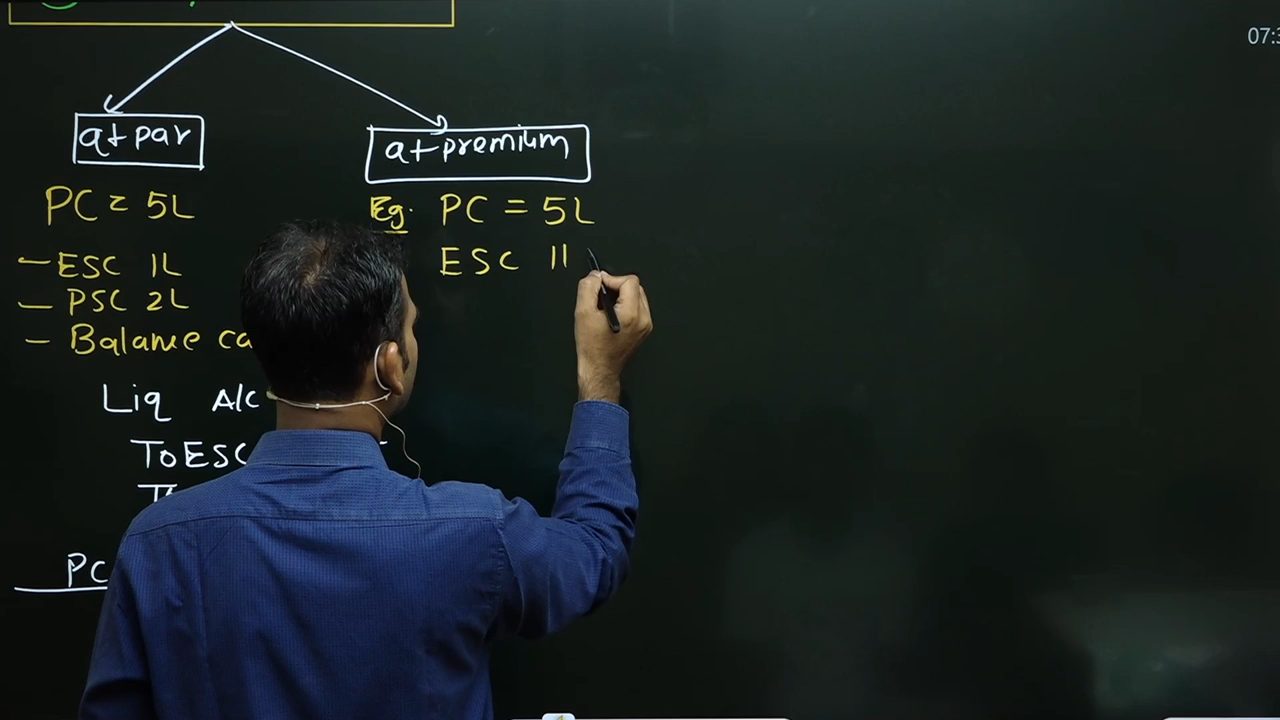 at par
at premium
PC = 5L
Eg. PC = 5L
– ESC 1L
ESC 1L
– PSC 2L
– Balance ca
Liq A/c
To ESC
To
PC
07:3